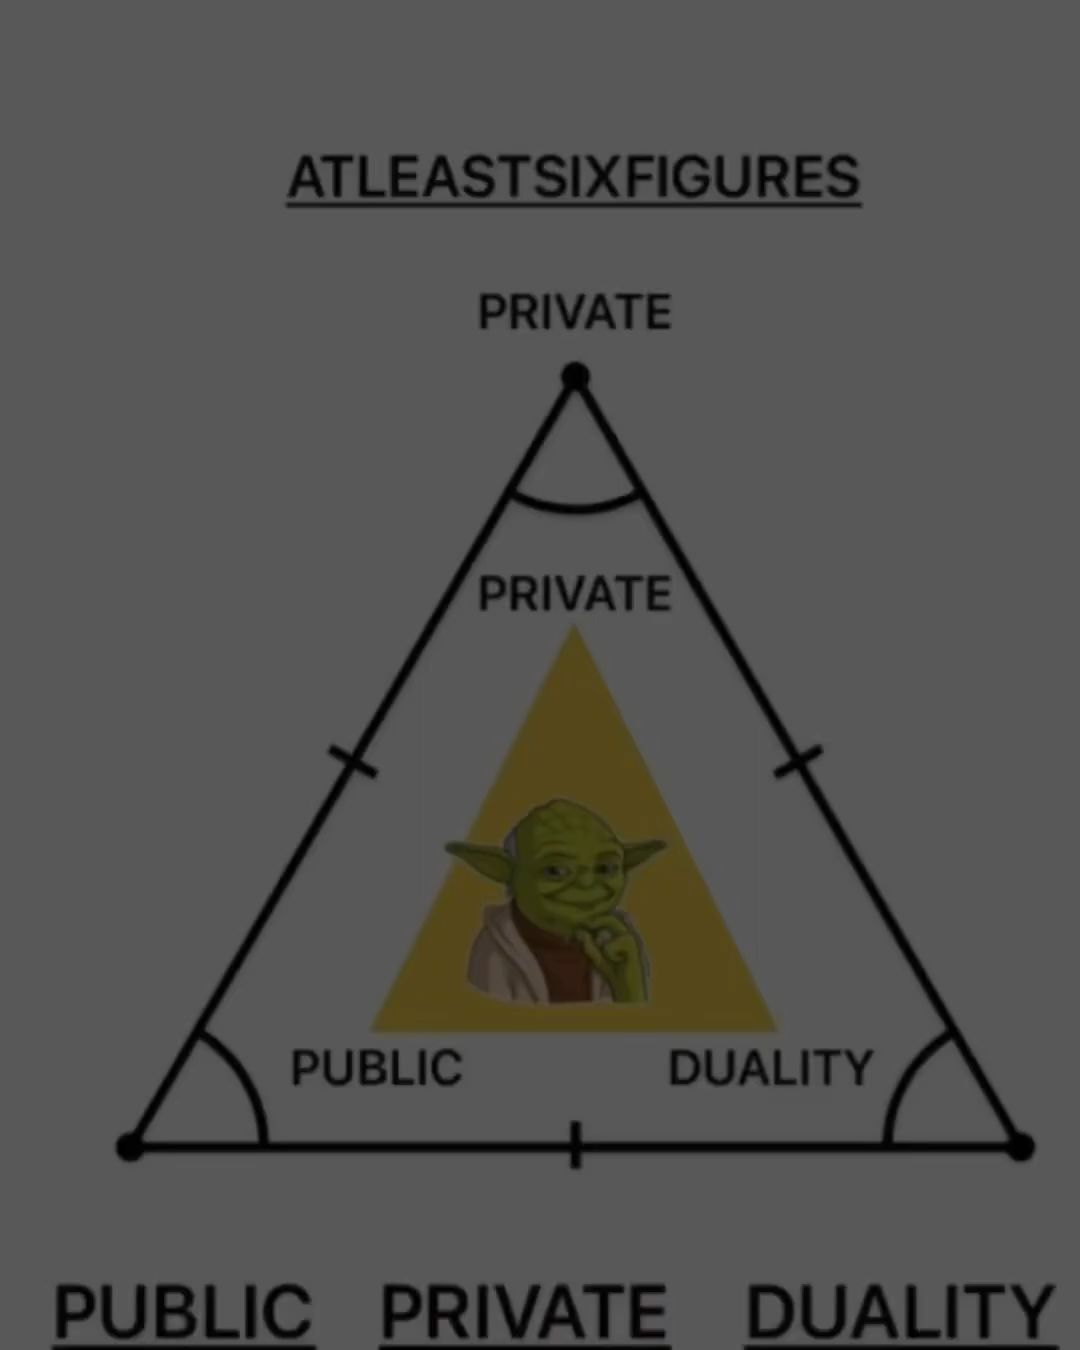 ATLEASTSIXFIGURES
PRIVATE
PRIVATE
PUBLIC DUALITY
PUBLIC PRIVATE DUALITY